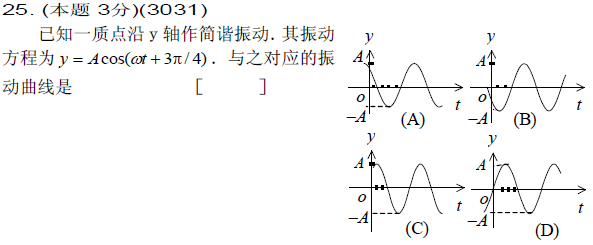 25. (本题 3分)(3031)
已知一质点沿 y 轴作简谐振动．其振动
方程为 y = A cos(ωt + 3π/4)．与之对应的振
动曲线是 [ ]
y
A
o
t
−A
(A)
y
A
o
t
−A
(B)
y
A
o
t
−A
(C)
y
A
o
t
−A
(D)